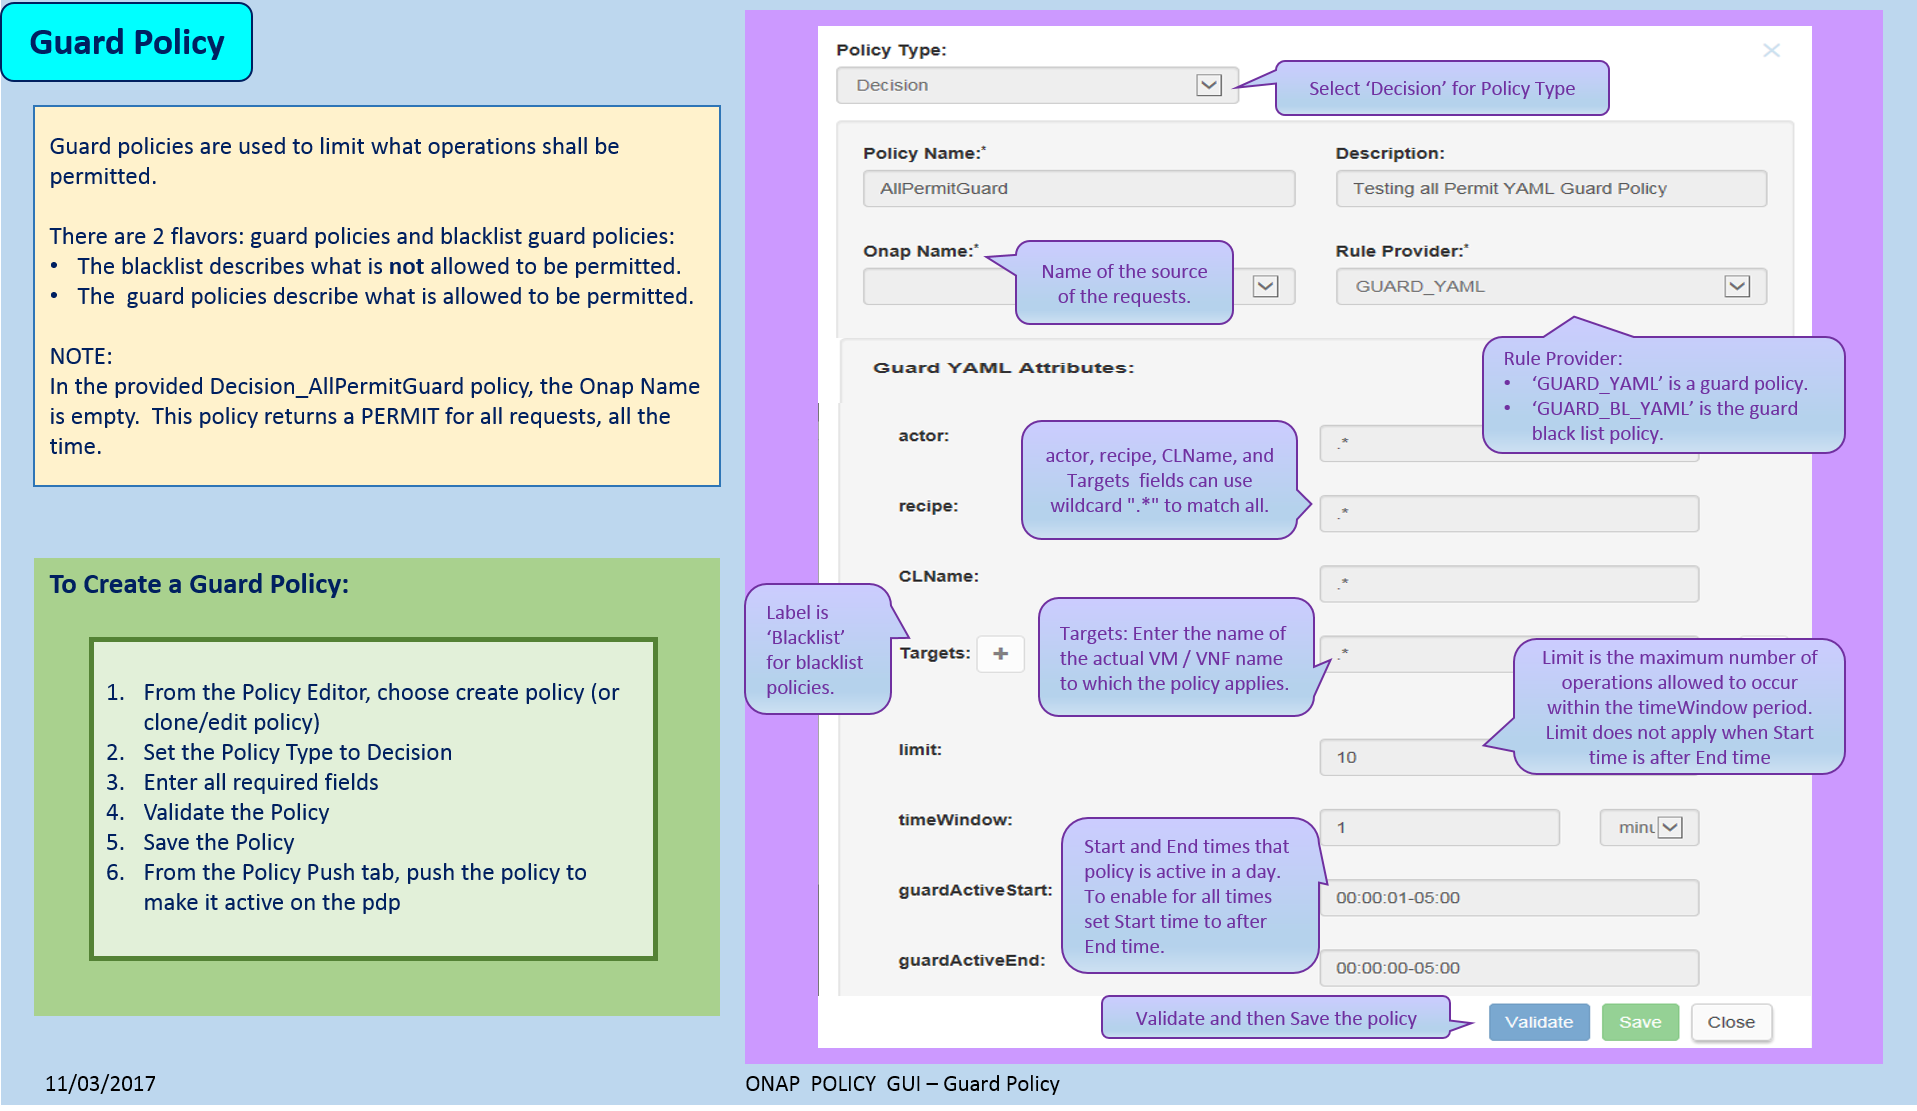 Guard Policy
Guard policies are used to limit what operations shall be
permitted.
There are 2 flavors: guard policies and blacklist guard policies:
• The blacklist describes what is not allowed to be permitted.
• The  guard policies describe what is allowed to be permitted.
NOTE:
In the provided Decision_AllPermitGuard policy, the Onap Name
is empty.  This policy returns a PERMIT for all requests, all the
time.
To Create a Guard Policy:
1. From the Policy Editor, choose create policy (or
clone/edit policy)
2. Set the Policy Type to Decision
3. Enter all required fields
4. Validate the Policy
5. Save the Policy
6. From the Policy Push tab, push the policy to
make it active on the pdp
Policy Type:
Decision
Select ‘Decision’ for Policy Type
Policy Name:*
AllPermitGuard
Description:
Testing all Permit YAML Guard Policy
Onap Name:*
Name of the source
of the requests.
Rule Provider:*
GUARD_YAML
Rule Provider:
• ‘GUARD_YAML’ is a guard policy.
• ‘GUARD_BL_YAML’ is the guard
black list policy.
Guard YAML Attributes:
actor:
.*
actor, recipe, CLName, and
Targets  fields can use
wildcard ".*" to match all.
recipe:
.*
CLName:
.*
Label is
‘Blacklist’
for blacklist
policies.
Targets: +
Targets: Enter the name of
the actual VM / VNF name
to which the policy applies.
.*
Limit is the maximum number of
operations allowed to occur
within the timeWindow period.
Limit does not apply when Start
time is after End time
limit:
10
timeWindow:
1
minu
Start and End times that
policy is active in a day.
To enable for all times
set Start time to after
End time.
guardActiveStart:
00:00:01-05:00
guardActiveEnd:
00:00:00-05:00
Validate and then Save the policy
Validate
Save
Close
11/03/2017
ONAP  POLICY  GUI – Guard Policy